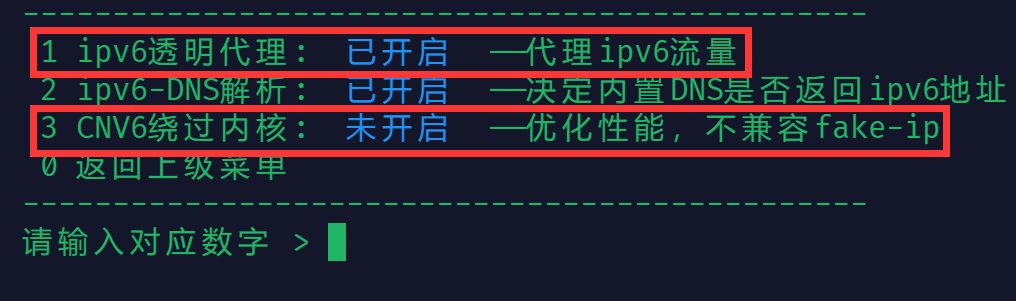 -----------------------------------------------
1 ipv6透明代理: 已开启 ——代理ipv6流量
2 ipv6-DNS解析: 已开启 ——决定内置DNS是否返回ipv6地址
3 CNV6绕过内核: 未开启 ——优化性能，不兼容fake-ip
0 返回上级菜单
-----------------------------------------------
请输入对应数字 >